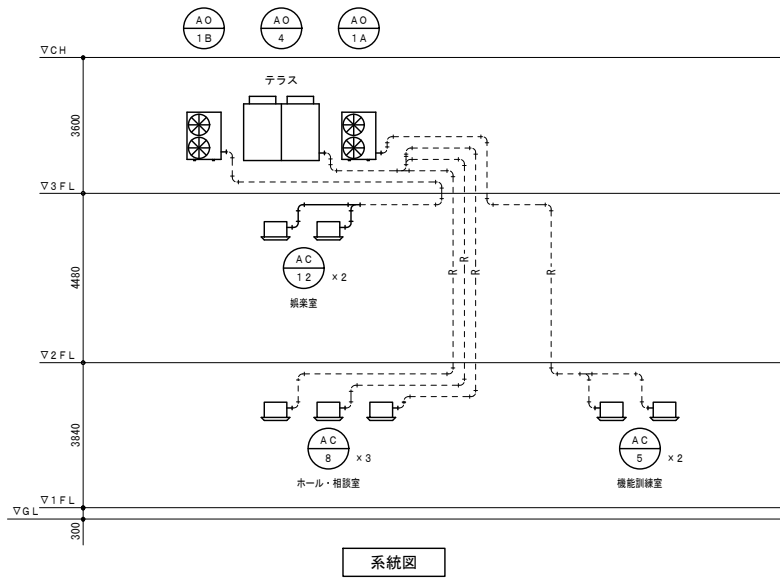 AO
1B
AO
4
AO
1A
▽CH
テラス
3600
▽3FL
AC
12
×2
娯楽室
4480
R
R
R
R
▽2FL
3840
AC
8
×3
ホール・相談室
AC
5
×2
機能訓練室
▽1FL
▽GL
300
系統図